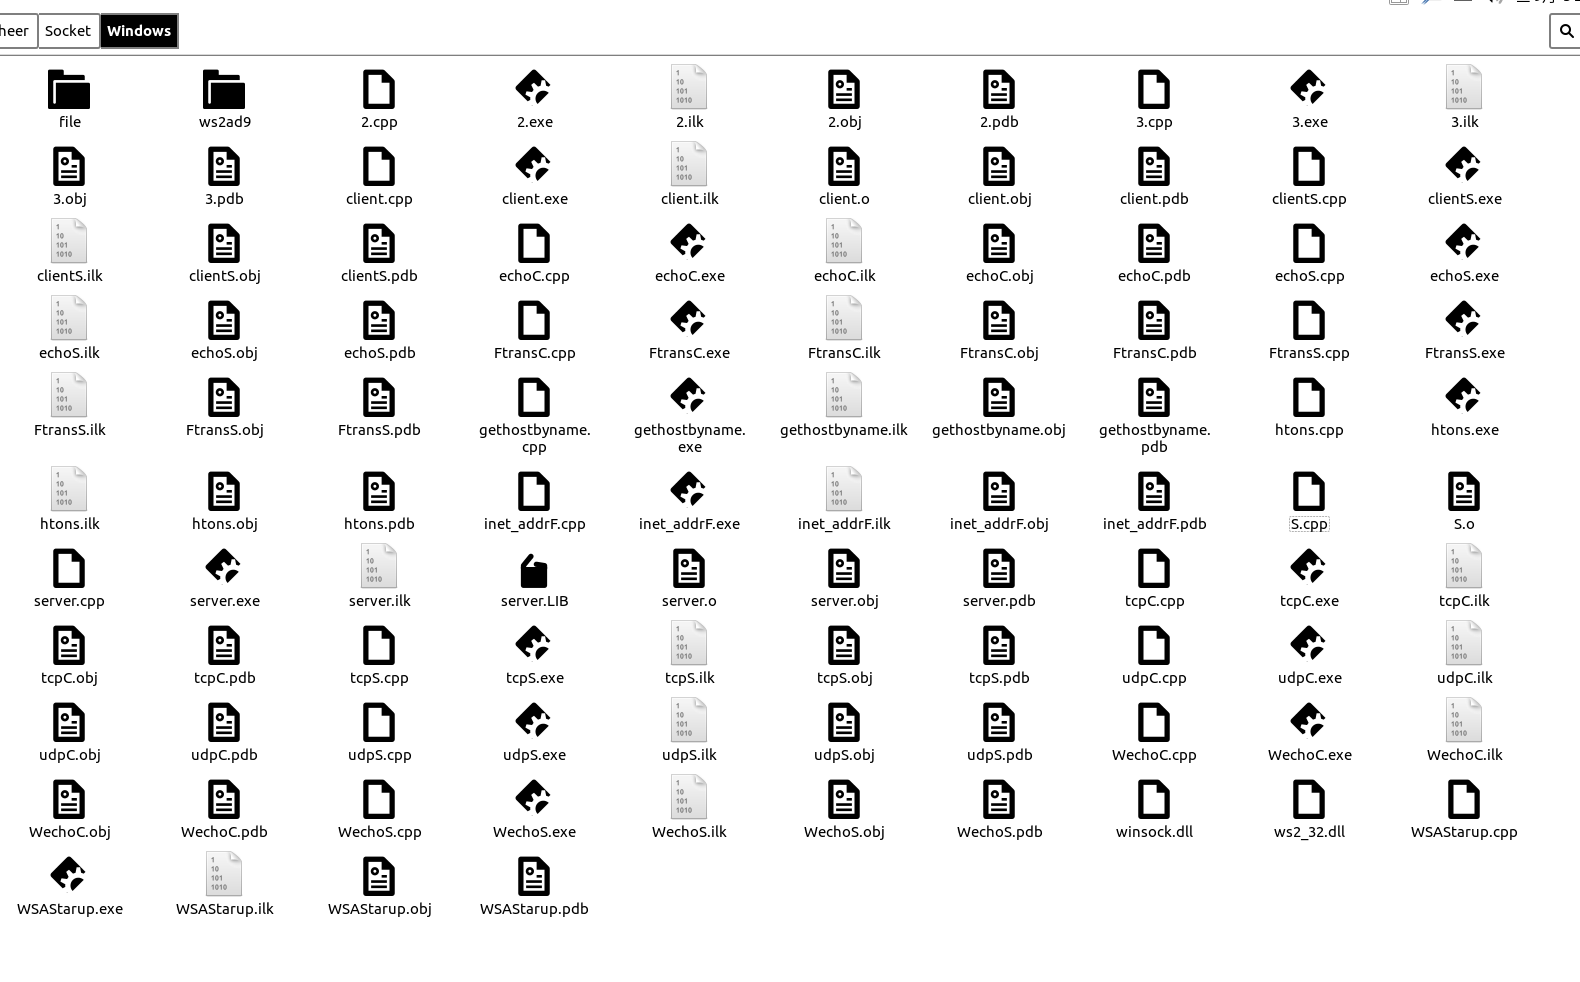 heer Socket Windows
file ws2ad9 2.cpp 2.exe 2.ilk 2.obj 2.pdb 3.cpp 3.exe 3.ilk
3.obj 3.pdb client.cpp client.exe client.ilk client.o client.obj client.pdb clientS.cpp clientS.exe
clientS.ilk clientS.obj clientS.pdb echoC.cpp echoC.exe echoC.ilk echoC.obj echoC.pdb echoS.cpp echoS.exe
echoS.ilk echoS.obj echoS.pdb FtransC.cpp FtransC.exe FtransC.ilk FtransC.obj FtransC.pdb FtransS.cpp FtransS.exe
FtransS.ilk FtransS.obj FtransS.pdb gethostbyname. gethostbyname. gethostbyname.ilk gethostbyname.obj gethostbyname. htons.cpp htons.exe
cpp exe pdb
htons.ilk htons.obj htons.pdb inet_addrF.cpp inet_addrF.exe inet_addrF.ilk inet_addrF.obj inet_addrF.pdb S.cpp S.o
server.cpp server.exe server.ilk server.LIB server.o server.obj server.pdb tcpC.cpp tcpC.exe tcpC.ilk
tcpC.obj tcpC.pdb tcpS.cpp tcpS.exe tcpS.ilk tcpS.obj tcpS.pdb udpC.cpp udpC.exe udpC.ilk
udpC.obj udpC.pdb udpS.cpp udpS.exe udpS.ilk udpS.obj udpS.pdb WechoC.cpp WechoC.exe WechoC.ilk
WechoC.obj WechoC.pdb WechoS.cpp WechoS.exe WechoS.ilk WechoS.obj WechoS.pdb winsock.dll ws2_32.dll WSAStarup.cpp
WSAStarup.exe WSAStarup.ilk WSAStarup.obj WSAStarup.pdb